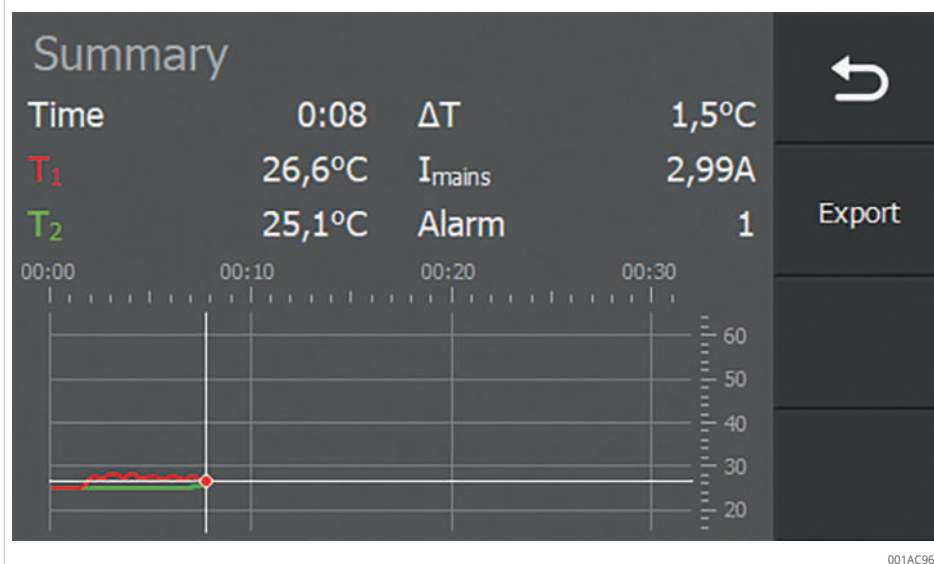 Summary
Time 0:08 ΔT 1,5°C
T1 26,6°C Imains 2,99A
T2 25,1°C Alarm 1
Export
00:00 00:10 00:20 00:30
60
50
40
30
20
001AC96